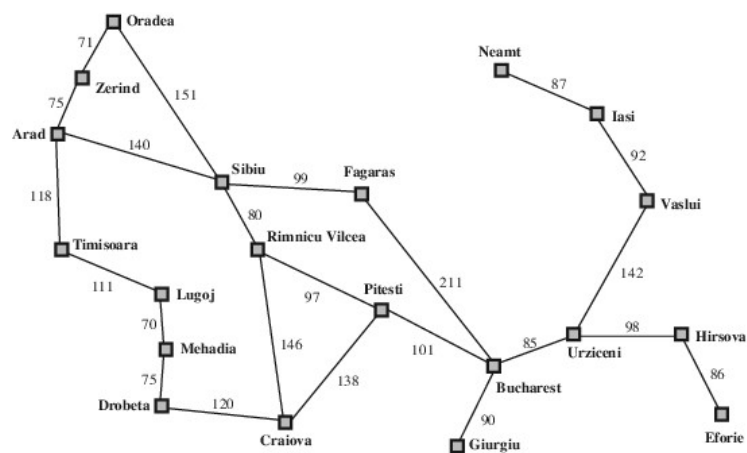 Oradea
71
Neamt
Zerind
87
75
151
Iasi
Arad
140
92
Sibiu
99
Fagaras
118
80
Vaslui
Timisoara
Rimnicu Vilcea
111
Lugoj
97
Pitesti
211
142
70
98
Hirsova
Mehadia
146
101
85
Urziceni
75
138
86
Bucharest
Drobeta
120
90
Craiova
Giurgiu
Eforie